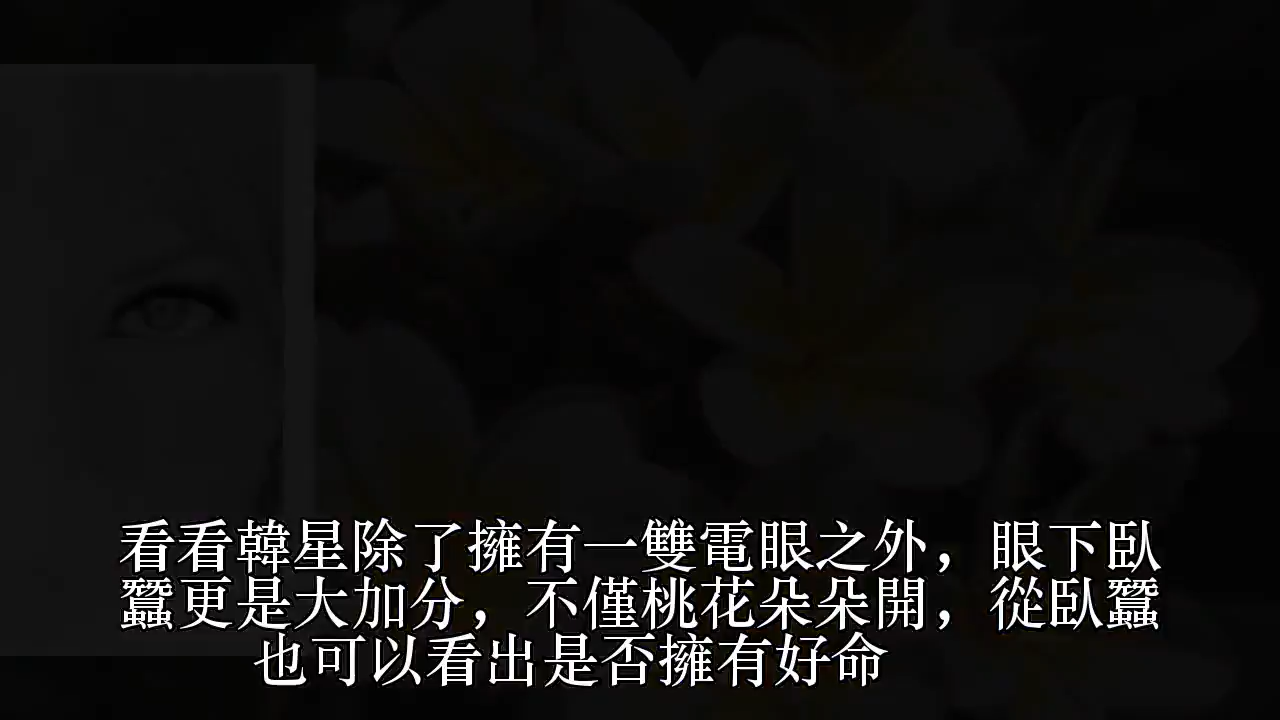 看看韓星除了擁有一雙電眼之外，眼下臥
蠶更是大加分，不僅桃花朵朵開，從臥蠶
也可以看出是否擁有好命